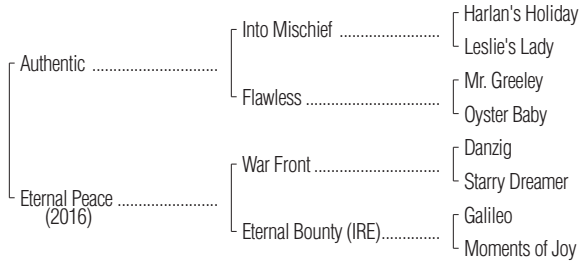 Harlan's Holiday
Into Mischief ........................
Leslie's Lady
Authentic ..............................
Mr. Greeley
Flawless ................................
Oyster Baby
Danzig
War Front ..............................
Starry Dreamer
Eternal Peace ........................
(2016)
Galileo
Eternal Bounty (IRE)..............
Moments of Joy